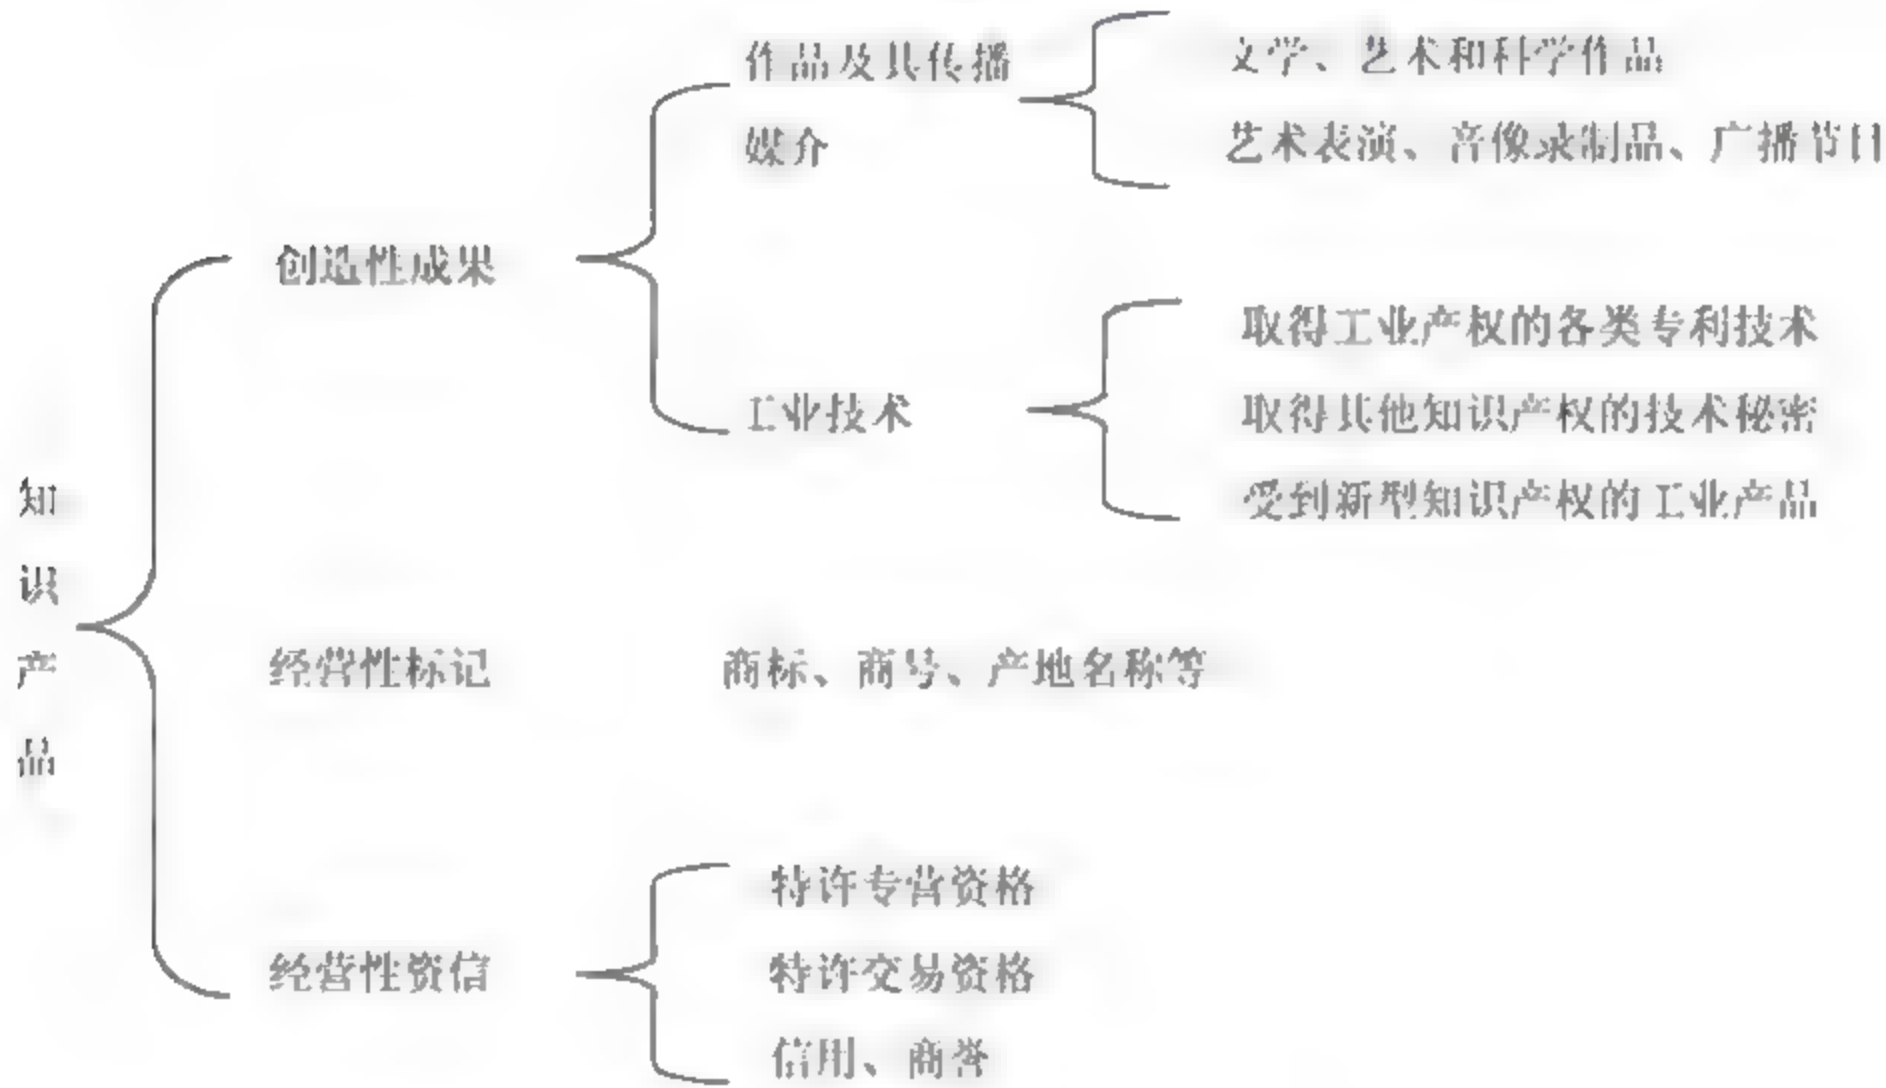 知识产品
创造性成果
作品及其传播
媒介
文学、艺术和科学作品
艺术表演、音像录制品、广播节目
工业技术
取得工业产权的各类专利技术
取得其他知识产权的技术秘密
受到新型知识产权的工业产品
经营性标记
商标、商号、产地名称等
经营性资信
特许专营资格
特许交易资格
信用、商誉